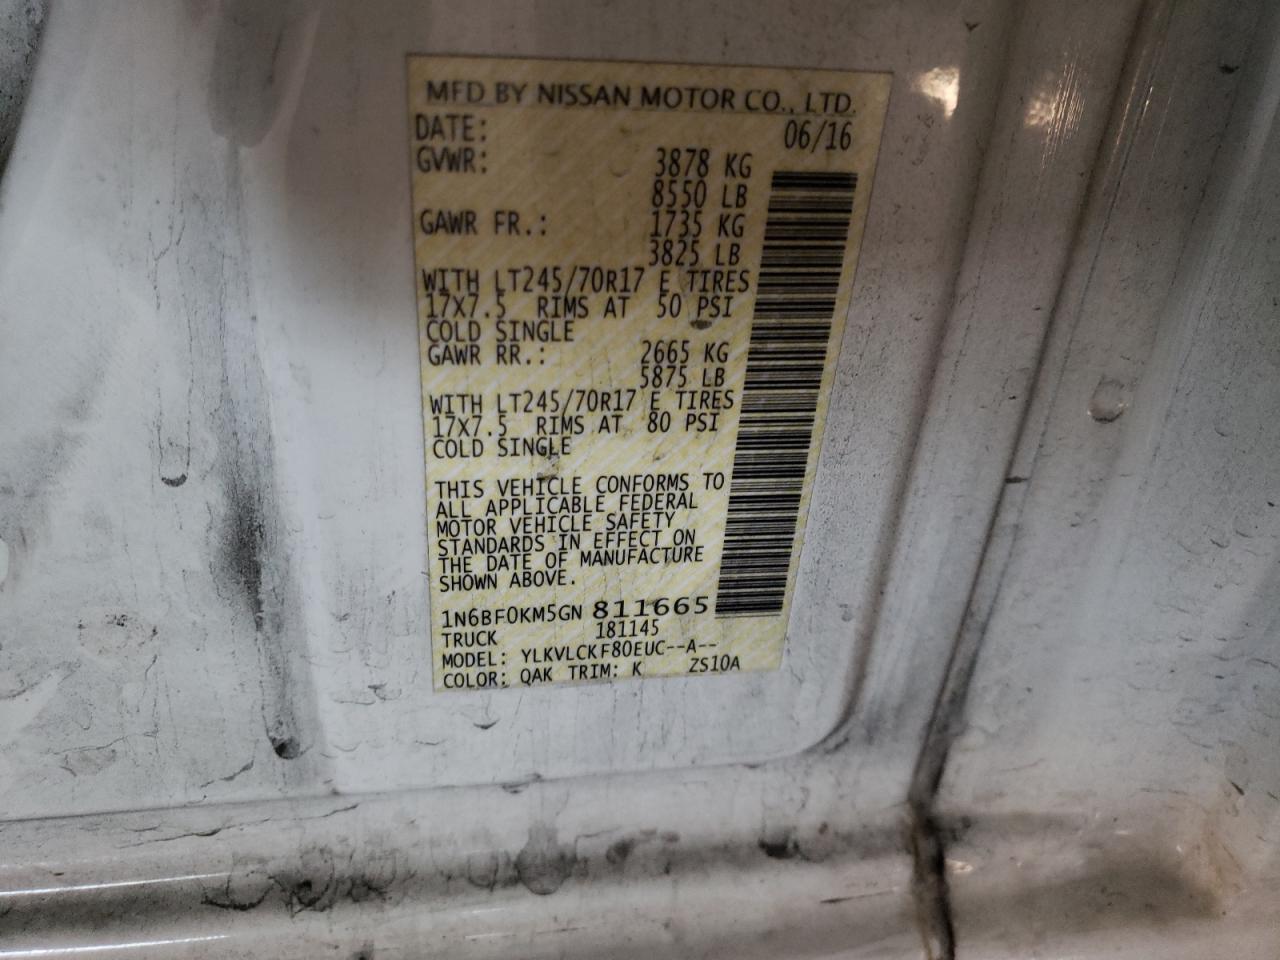 MFD BY NISSAN MOTOR CO., LTD.
DATE: 06/16
GVWR: 3878 KG
8550 LB
GAWR FR.: 1735 KG
3825 LB
WITH LT245/70R17 E TIRES
17X7.5 RIMS AT 50 PSI
COLD SINGLE
GAWR RR.: 2665 KG
5875 LB
WITH LT245/70R17 E TIRES
17X7.5 RIMS AT 80 PSI
COLD SINGLE
THIS VEHICLE CONFORMS TO
ALL APPLICABLE FEDERAL
MOTOR VEHICLE SAFETY
STANDARDS IN EFFECT ON
THE DATE OF MANUFACTURE
SHOWN ABOVE.
1N6BF0KM5GN 811665
TRUCK 181145
MODEL: YLKVLCKF80EUC--A--
COLOR: QAK TRIM: K ZS10A